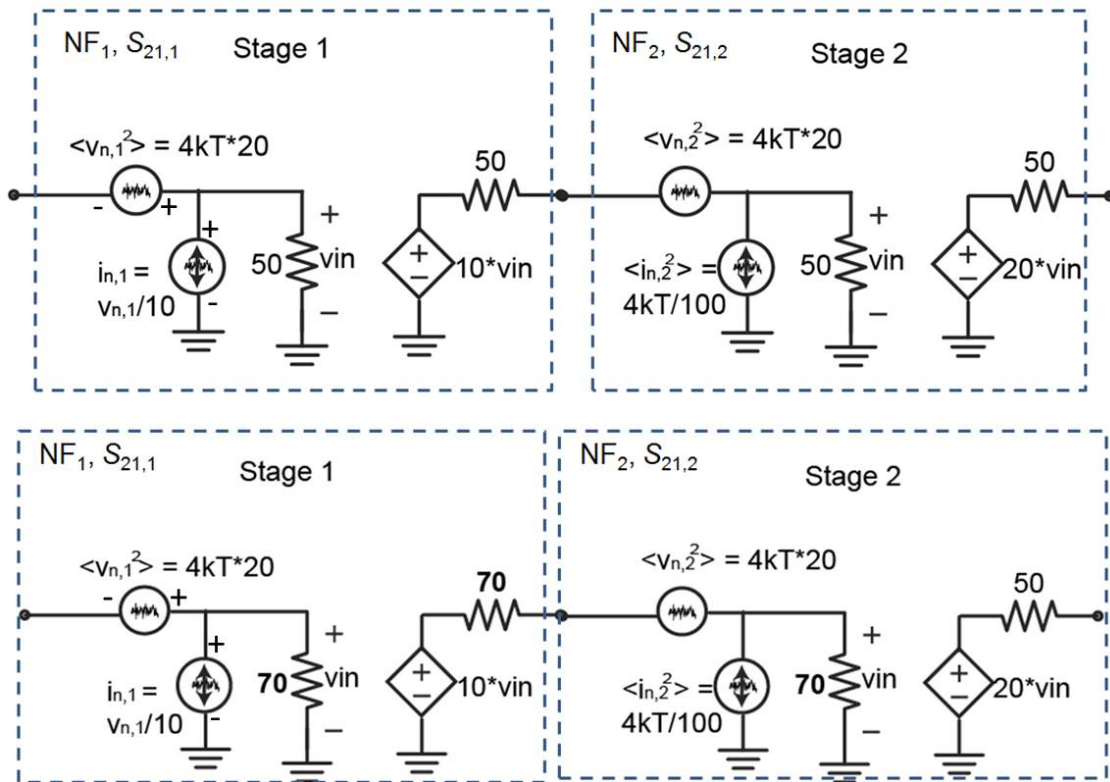 NF₁, S₂₁,₁
Stage 1
<vₙ,₁²> = 4kT*20
- +
+
iₙ,₁ =
vₙ,₁/10
-
50
+
vin
−
50
+
−
10*vin
NF₂, S₂₁,₂
Stage 2
<vₙ,₂²> = 4kT*20
<iₙ,₂²> =
4kT/100
50
+
vin
−
50
+
−
20*vin
NF₁, S₂₁,₁
Stage 1
<vₙ,₁²> = 4kT*20
- +
+
iₙ,₁ =
vₙ,₁/10
-
70
+
vin
−
70
+
−
10*vin
NF₂, S₂₁,₂
Stage 2
<vₙ,₂²> = 4kT*20
<iₙ,₂²> =
4kT/100
70
+
vin
−
50
+
−
20*vin